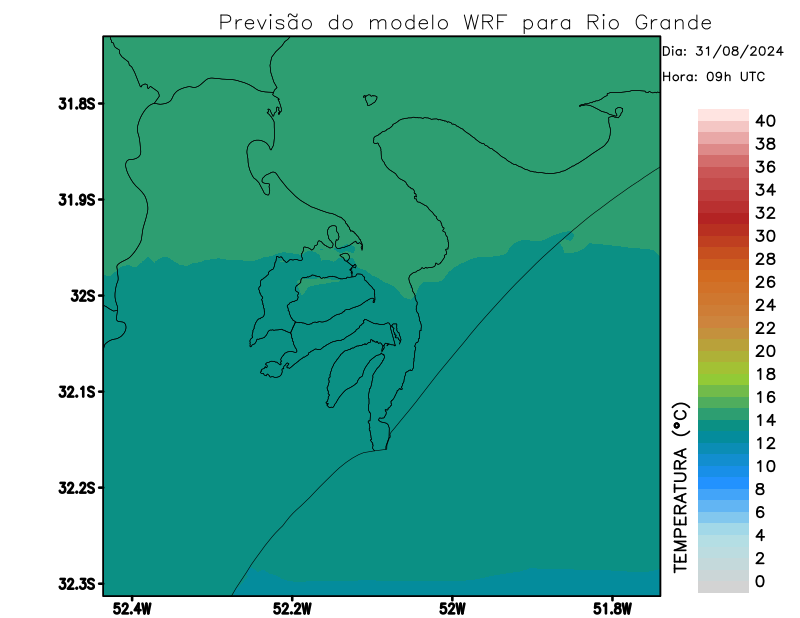 Previsão do modelo WRF para Rio Grande
Dia: 31/08/2024
Hora: 09h UTC
31.8S
31.9S
32S
32.1S
32.2S
32.3S
52.4W
52.2W
52W
51.8W
TEMPERATURA (°C)
40
38
36
34
32
30
28
26
24
22
20
18
16
14
12
10
8
6
4
2
0